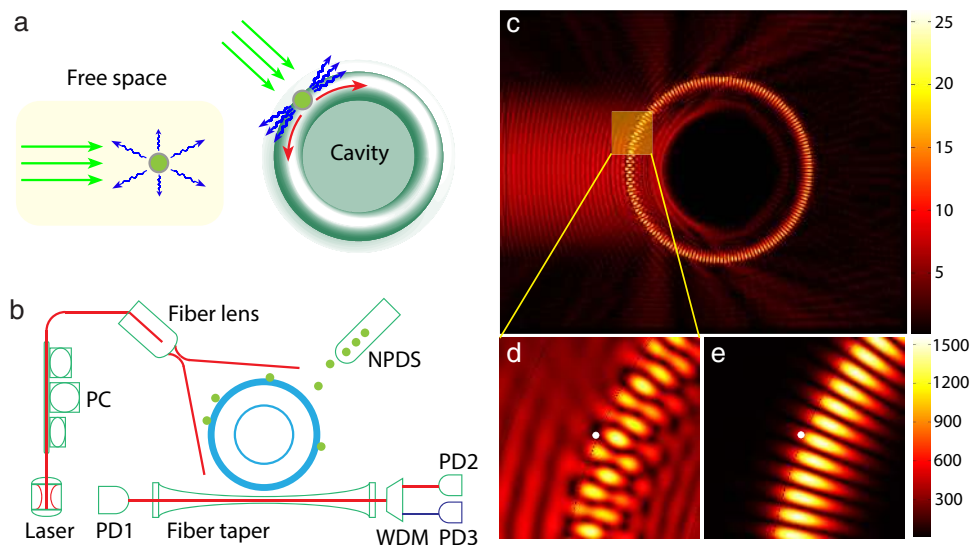 a
Free space
Cavity
b
Fiber lens
NPDS
PC
Laser
PD1
Fiber taper
WDM
PD2
PD3
c
25
20
15
10
5
d
e
1500
1200
900
600
300